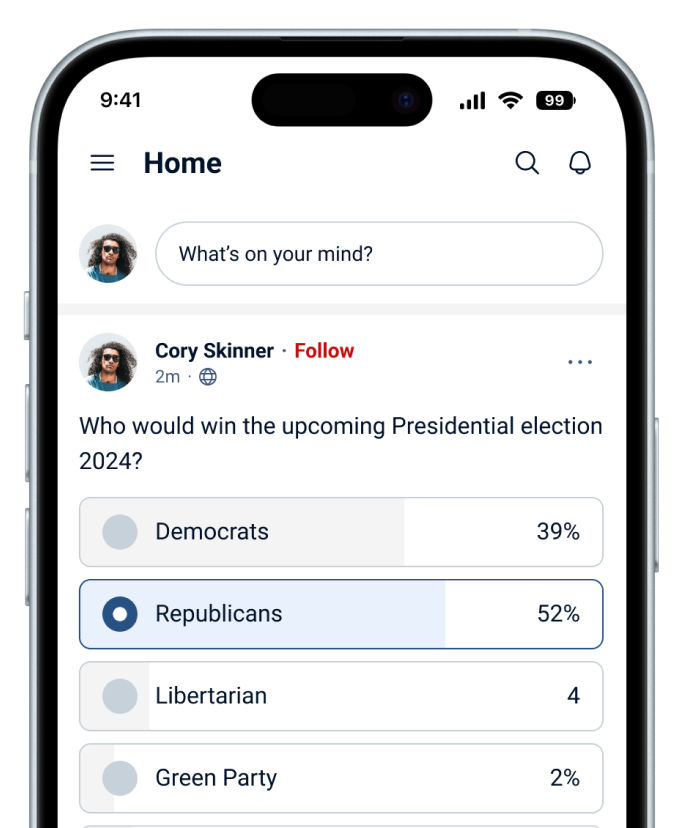 9:41
99
Home
What's on your mind?
Cory Skinner · Follow
2m ·
Who would win the upcoming Presidential election
2024?
Democrats 39%
Republicans 52%
Libertarian 4
Green Party 2%